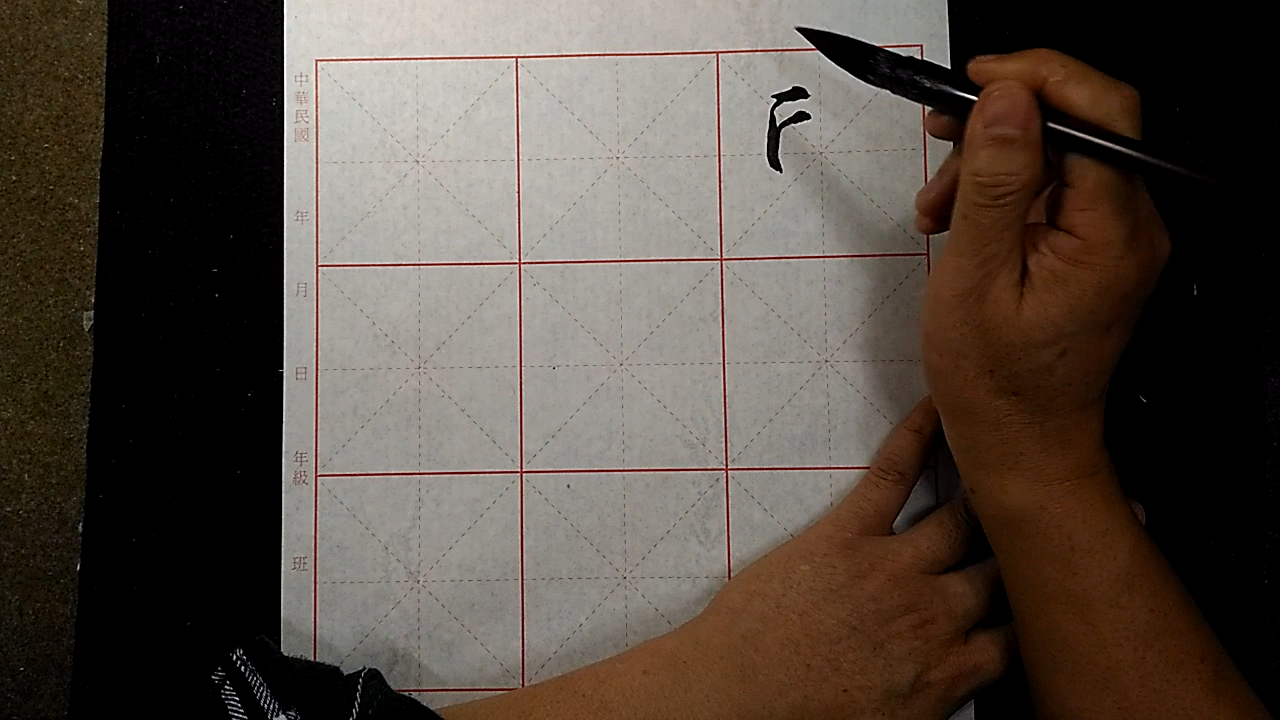 中華民國 年 月 日 年級 班